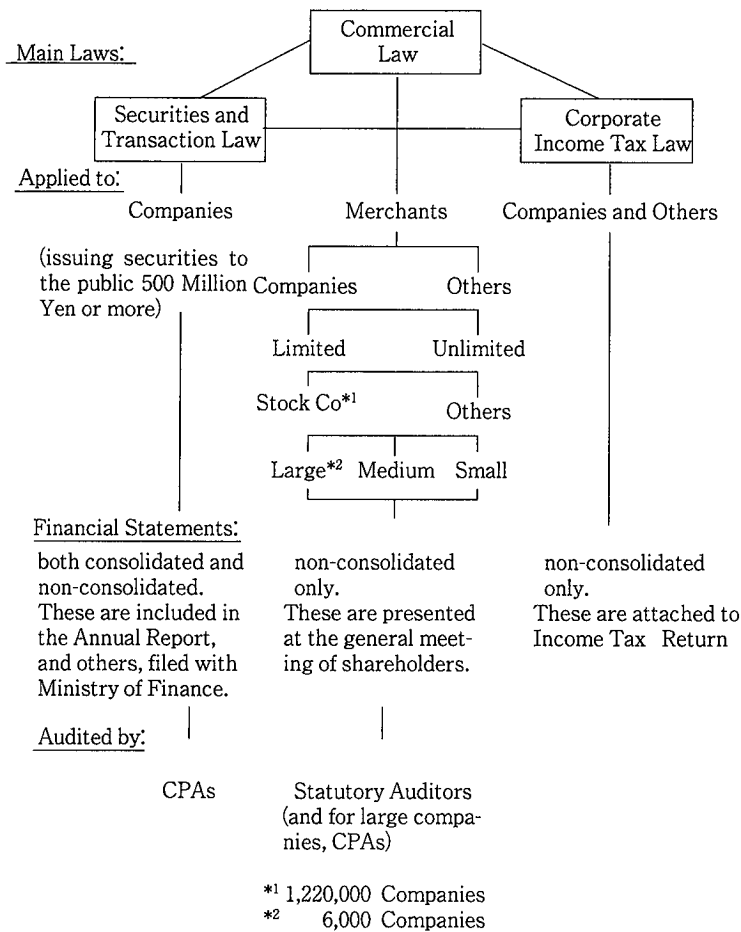 Commercial
Law
Main Laws:
Securities and
Transaction Law
Corporate
Income Tax Law
Applied to:
Companies
Merchants
Companies and Others
(issuing securities to
the public 500 Million
Yen or more)
Companies
Others
Limited
Unlimited
Stock Co*1
Others
Large*2
Medium
Small
Financial Statements:
both consolidated and
non-consolidated.
These are included in
the Annual Report,
and others, filed with
Ministry of Finance.
non-consolidated
only.
These are presented
at the general meet-
ing of shareholders.
non-consolidated
only.
These are attached to
Income Tax Return
Audited by:
CPAs
Statutory Auditors
(and for large compa-
nies, CPAs)
*1 1,220,000 Companies
*2 6,000 Companies